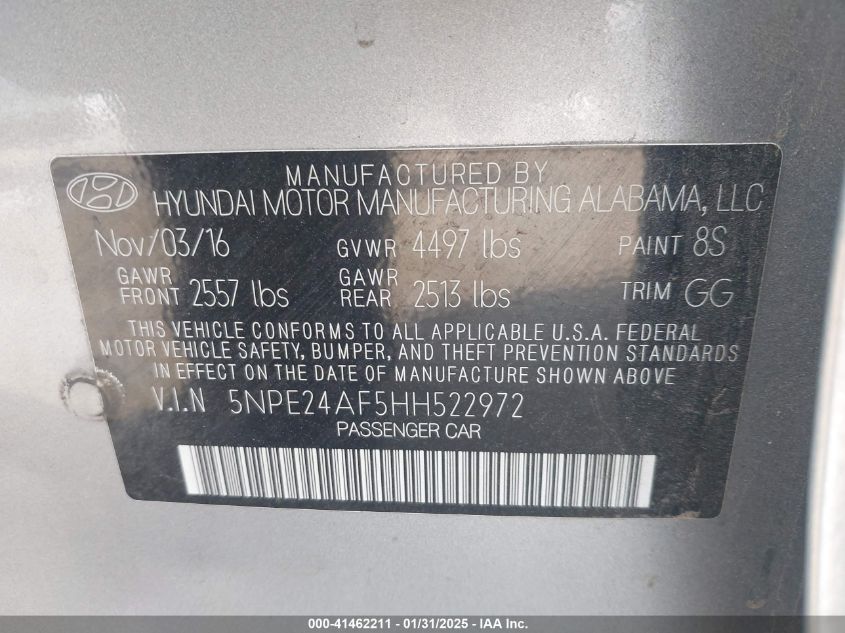 MANUFACTURED BY
HYUNDAI MOTOR MANUFACTURING ALABAMA, LLC
Nov/03/16 GVWR 4497 lbs PAINT 8S
GAWR FRONT 2557 lbs GAWR REAR 2513 lbs TRIM GG
THIS VEHICLE CONFORMS TO ALL APPLICABLE U.S.A. FEDERAL
MOTOR VEHICLE SAFETY, BUMPER, AND THEFT PREVENTION STANDARDS
IN EFFECT ON THE DATE OF MANUFACTURE SHOWN ABOVE
V.I.N 5NPE24AF5HH522972
PASSENGER CAR
000-41462211 - 01/31/2025 - IAA Inc.